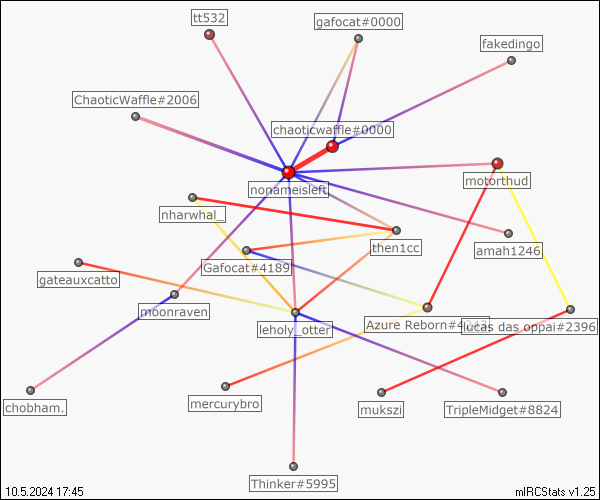 tt532
gafocat#0000
fakedingo
ChaoticWaffle#2006
chaoticwaffle#0000
motorthud
nonameisleft
nharwhal_
then1cc
amah1246
Gafocat#4189
gateauxcatto
moonraven
leholy_otter
Azure Reborn#4
lucas das oppai#2396
chobham.
mercurybro
mukszi
TripleMidget#8824
Thinker#5995
10.5.2024 17:45
mIRCStats v1.25